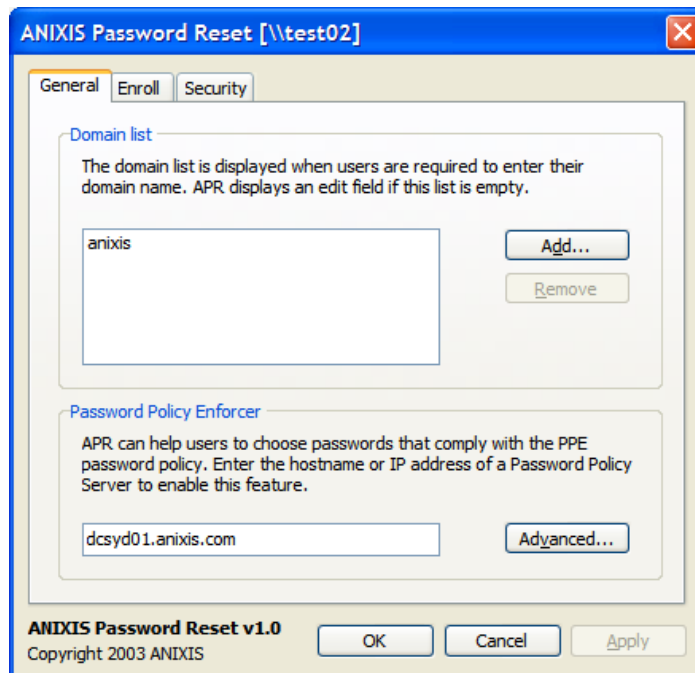 ANIXIS Password Reset [\\test02]
General Enroll Security
Domain list
The domain list is displayed when users are required to enter their
domain name. APR displays an edit field if this list is empty.
anixis
Add...
Remove
Password Policy Enforcer
APR can help users to choose passwords that comply with the PPE
password policy. Enter the hostname or IP address of a Password Policy
Server to enable this feature.
dcsyd01.anixis.com
Advanced...
ANIXIS Password Reset v1.0
Copyright 2003 ANIXIS
OK Cancel Apply